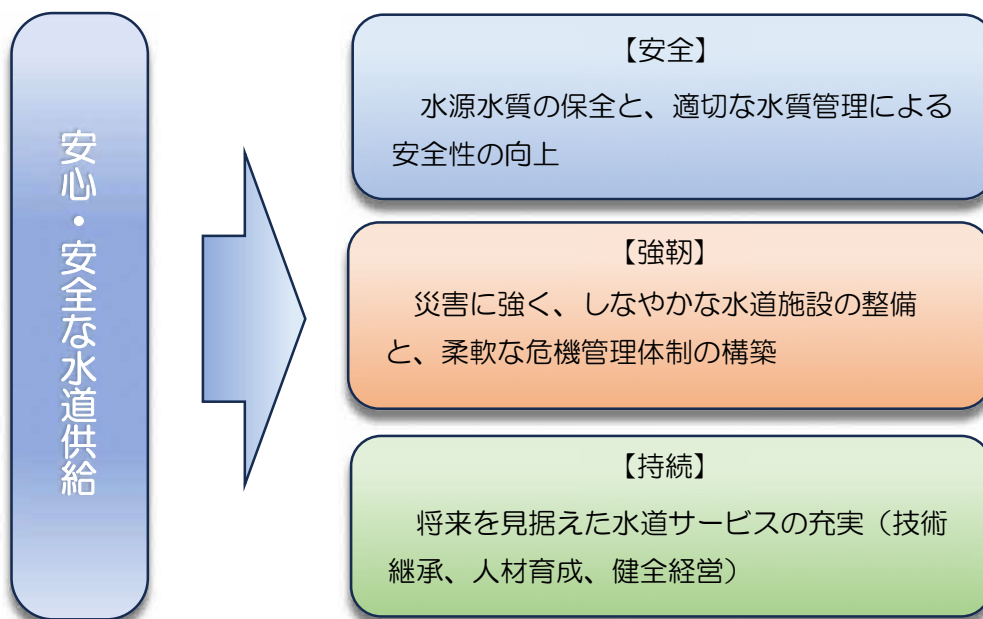 安心・安全な水道供給
【安全】
水源水質の保全と、適切な水質管理による
安全性の向上
【強靭】
災害に強く、しなやかな水道施設の整備
と、柔軟な危機管理体制の構築
【持続】
将来を見据えた水道サービスの充実（技術
継承、人材育成、健全経営）